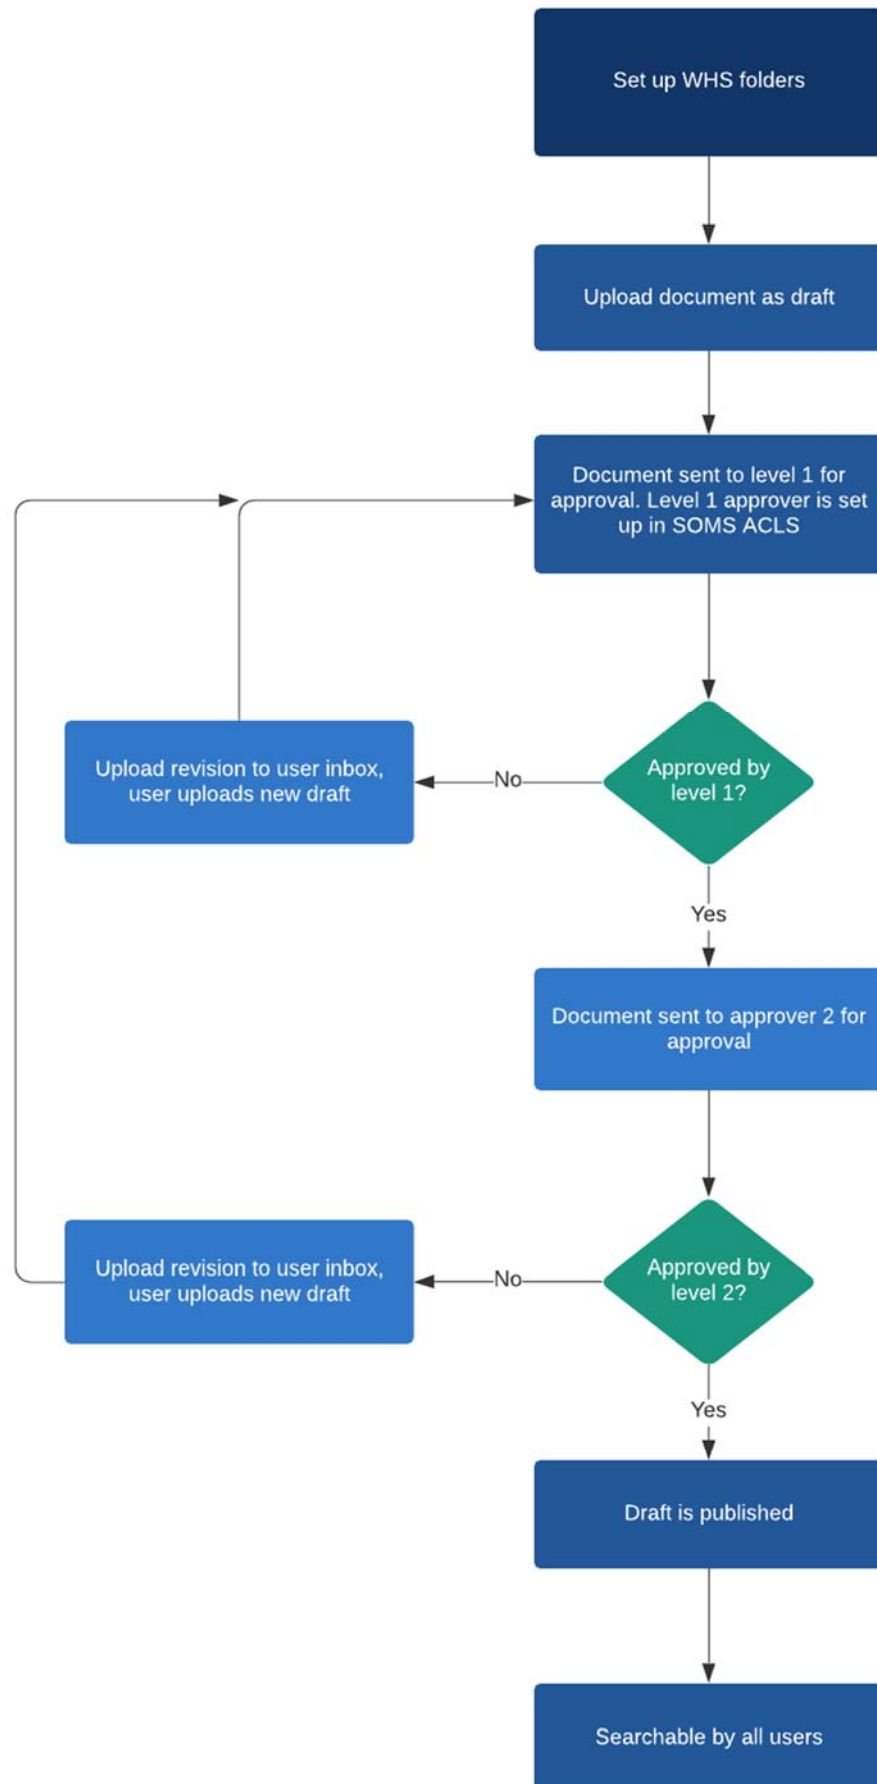 Set up WHS folders
Upload document as draft
Document sent to level 1 for
approval. Level 1 approver is set
up in SOMS ACLS
Approved by
level 1?
No
Upload revision to user inbox,
user uploads new draft
Yes
Document sent to approver 2 for
approval
Approved by
level 2?
No
Upload revision to user inbox,
user uploads new draft
Yes
Draft is published
Searchable by all users